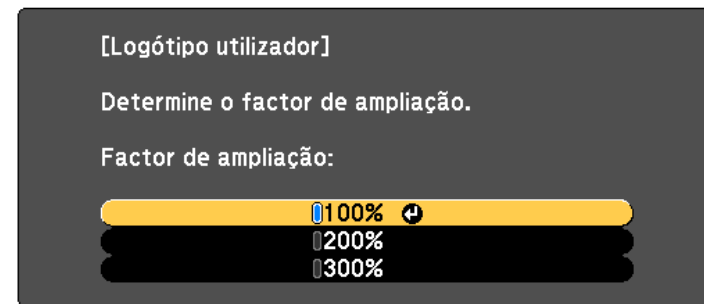 [Logótipo utilizador]
Determine o factor de ampliação.
Factor de ampliação:
100%
200%
300%